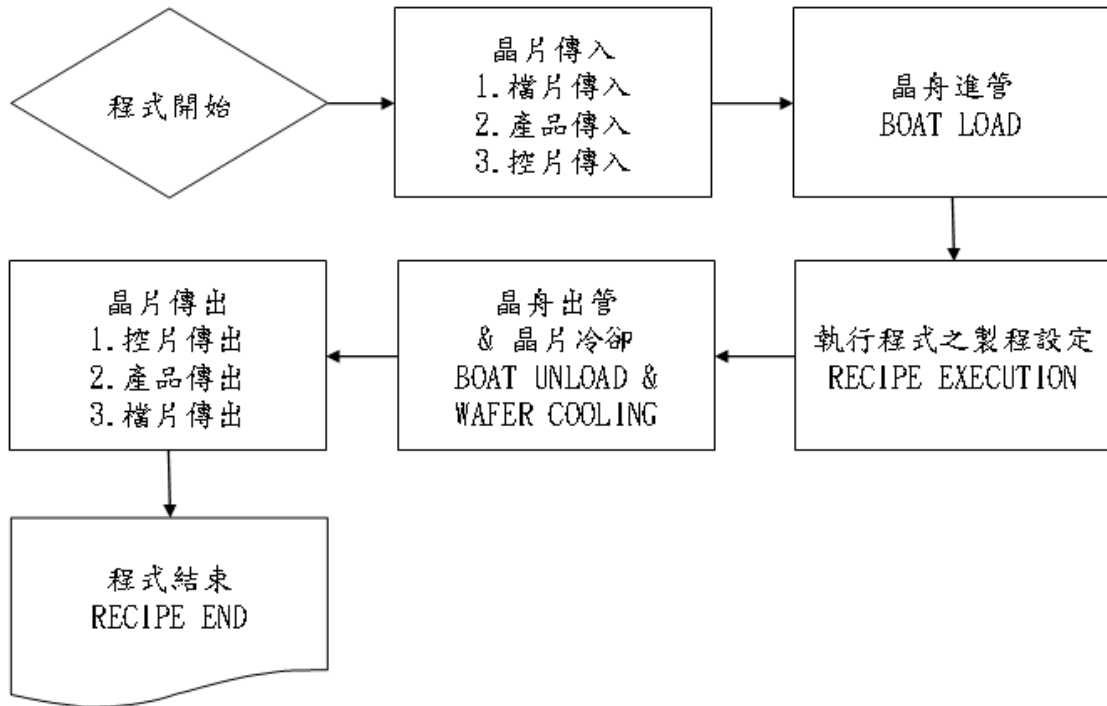 程式開始
晶片傳入
1.檔片傳入
2.產品傳入
3.控片傳入
晶舟進管
BOAT LOAD
執行程式之製程設定
RECIPE EXECUTION
晶舟出管
& 晶片冷卻
BOAT UNLOAD &
WAFER COOLING
晶片傳出
1.控片傳出
2.產品傳出
3.檔片傳出
程式結束
RECIPE END